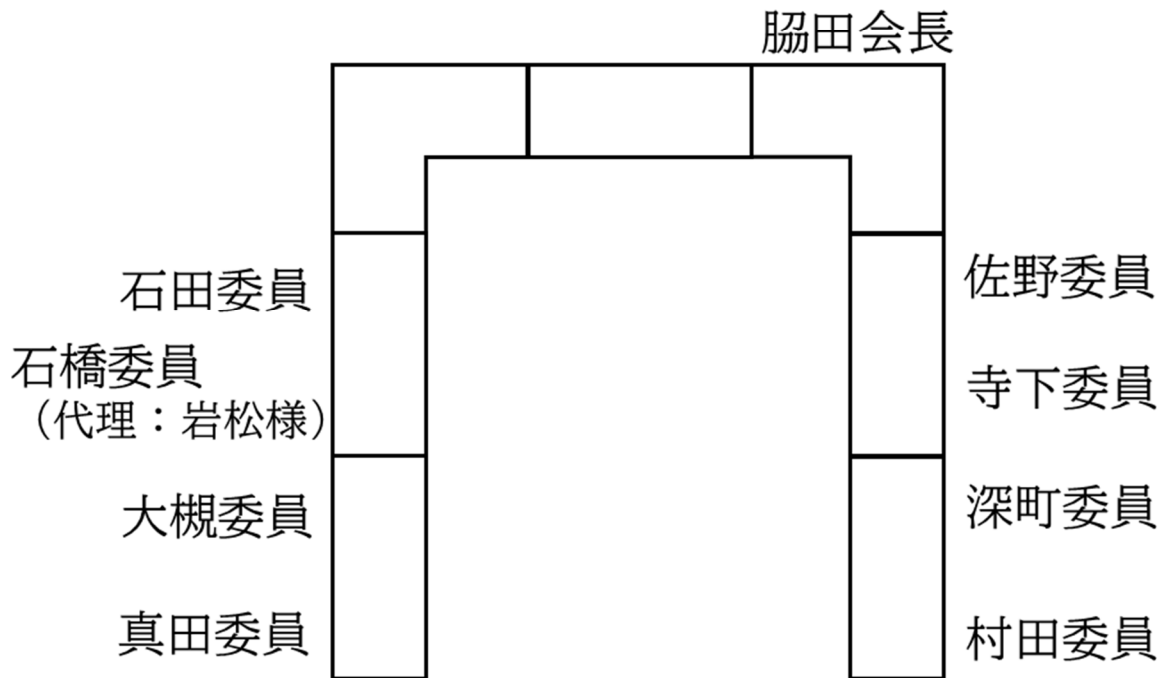 脇田会長
石田委員
石橋委員
（代理：岩松様）
大槻委員
真田委員
佐野委員
寺下委員
深町委員
村田委員